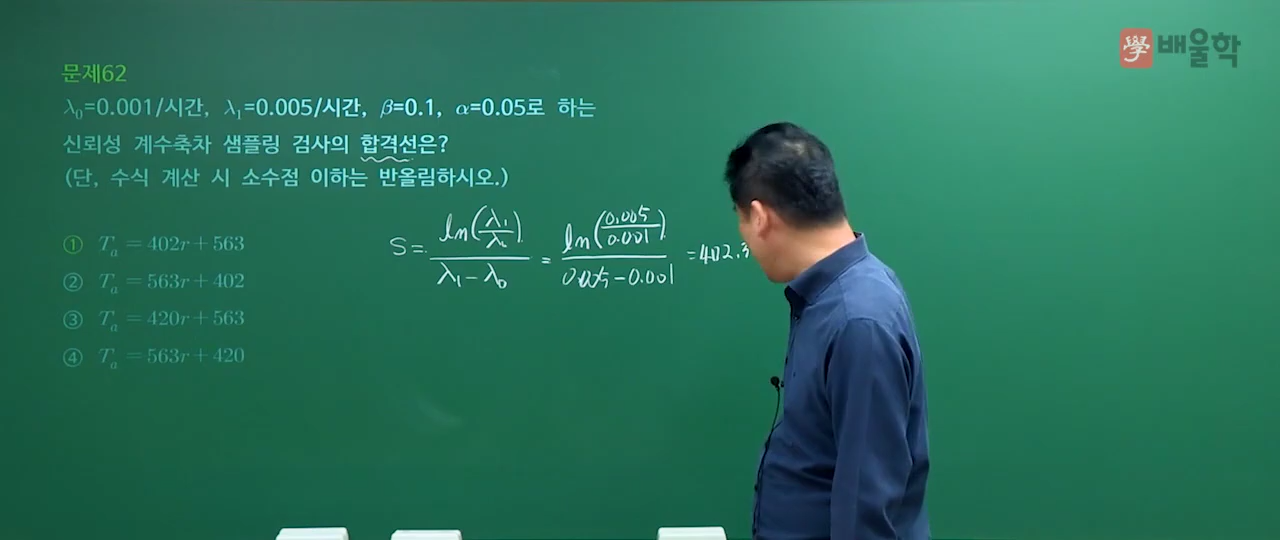 學 배울학
문제62
λ₀=0.001/시간, λ₁=0.005/시간, β=0.1, α=0.05로 하는
신뢰성 계수축차 샘플링 검사의 합격선은?
(단, 수식 계산 시 소수점 이하는 반올림하시오.)
① Tₐ = 402r + 563
② Tₐ = 563r + 402
③ Tₐ = 420r + 563
④ Tₐ = 563r + 420
S = ln(λ₁/λ₀) / (λ₁ − λ₀) = ln(0.005/0.001) / (0.005 − 0.001) = 402.3